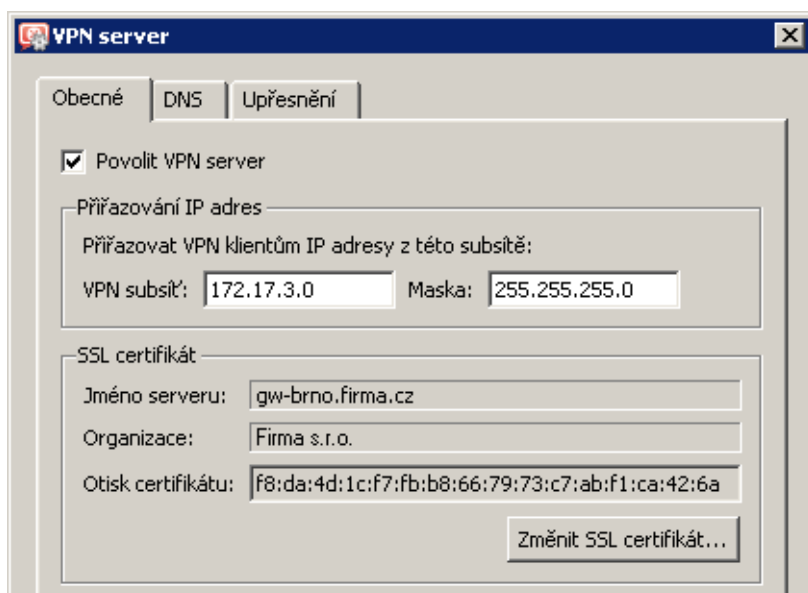 VPN server
Obecné DNS Upřesnění
Povolit VPN server
Přiřazování IP adres
Přiřazovat VPN klientům IP adresy z této subsítě:
VPN subsíť: 172.17.3.0 Maska: 255.255.255.0
SSL certifikát
Jméno serveru: gw-brno.firma.cz
Organizace: Firma s.r.o.
Otisk certifikátu: f8:da:4d:1c:f7:fb:b8:66:79:73:c7:ab:f1:ca:42:6a
Změnit SSL certifikát...